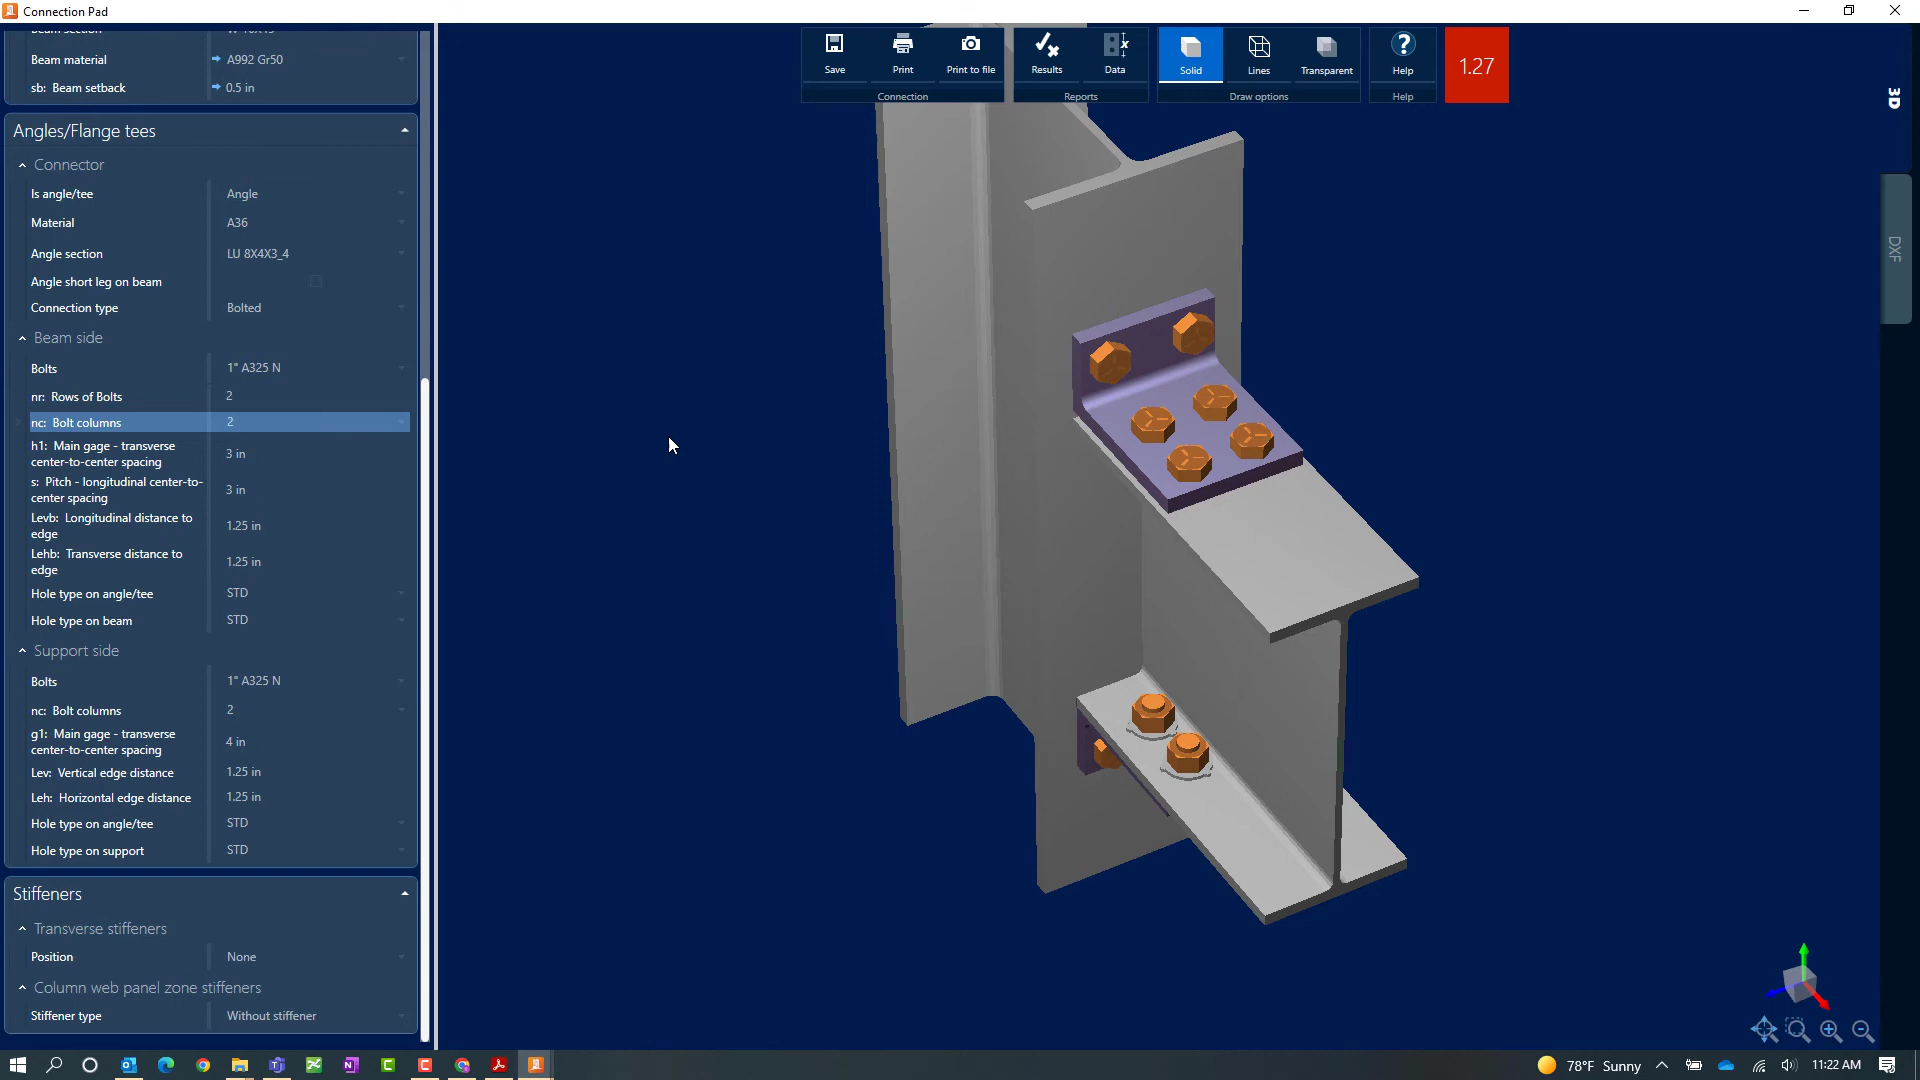 Connection Pad
Beam section W 16X45
Beam material A992 Gr50
sb: Beam setback 0.5 in
Angles/Flange tees
Connector
Is angle/tee Angle
Material A36
Angle section LU 8X4X3_4
Angle short leg on beam
Connection type Bolted
Beam side
Bolts 1" A325 N
nr: Rows of Bolts 2
nc: Bolt columns 2
h1: Main gage - transverse
center-to-center spacing 3 in
s: Pitch - longitudinal center-to-
center spacing 3 in
Levb: Longitudinal distance to
edge 1.25 in
Lehb: Transverse distance to
edge 1.25 in
Hole type on angle/tee STD
Hole type on beam STD
Support side
Bolts 1" A325 N
nc: Bolt columns 2
g1: Main gage - transverse
center-to-center spacing 4 in
Lev: Vertical edge distance 1.25 in
Leh: Horizontal edge distance 1.25 in
Hole type on angle/tee STD
Hole type on support STD
Stiffeners
Transverse stiffeners
Position None
Column web panel zone stiffeners
Stiffener type Without stiffener
Save Print Print to file
Connection
Results Data
Reports
Solid Lines Transparent
Draw options
Help
Help
1.27
3D
DXF
78°F Sunny
11:22 AM